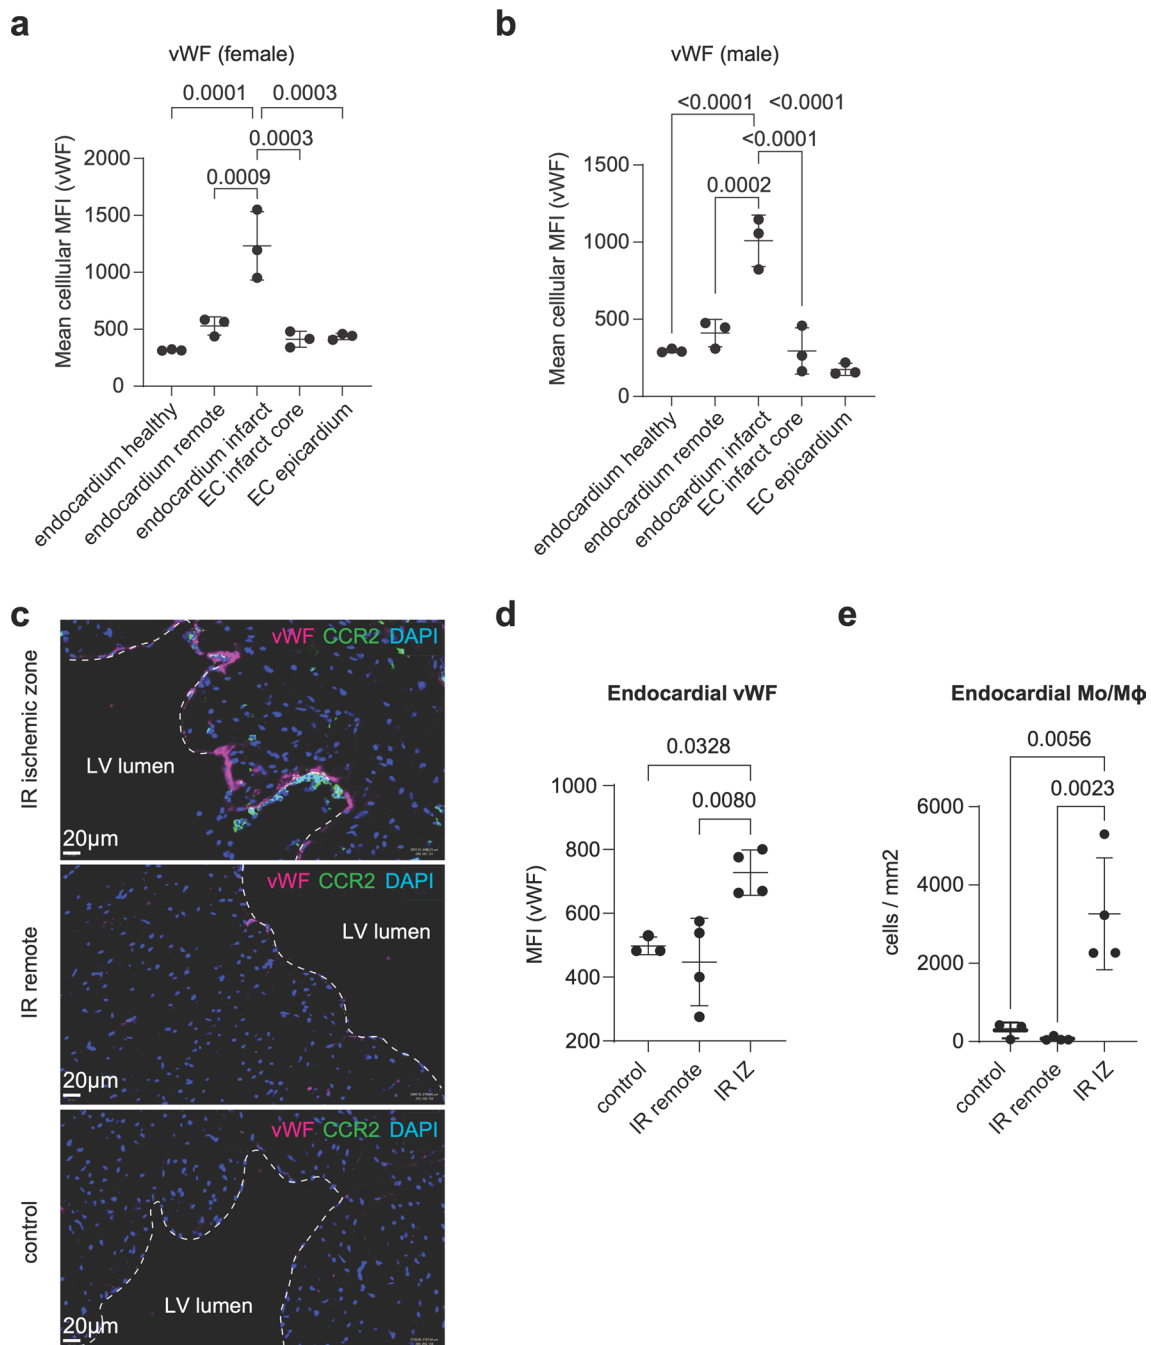 a
vWF (female)
0.0001 0.0003
0.0003
0.0009
Mean celllular MFI (vWF)
2000
1500
1000
500
0
endocardium healthy
endocardium remote
endocardium infarct
EC infarct core
EC epicardium
b
vWF (male)
<0.0001 <0.0001
<0.0001
0.0002
Mean celllular MFI (vWF)
1500
1000
500
0
endocardium healthy
endocardium remote
endocardium infarct
EC infarct core
EC epicardium
c
IR ischemic zone
vWF CCR2 DAPI
LV lumen
20µm
IR remote
vWF CCR2 DAPI
LV lumen
20µm
control
vWF CCR2 DAPI
LV lumen
20µm
d
Endocardial vWF
0.0328
0.0080
MFI (vWF)
1000
800
600
400
200
control
IR remote
IR IZ
e
Endocardial Mo/Mϕ
0.0056
0.0023
cells / mm2
6000
4000
2000
0
control
IR remote
IR IZ